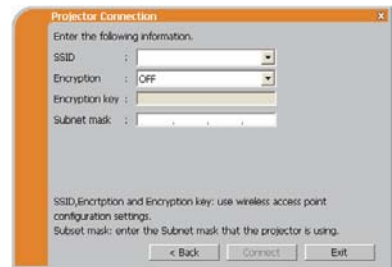 Projector Connection X
Enter the following information.
SSID :
Encryption : OFF
Encryption key :
Subnet mask : . . .
SSID,Encrtption and Encryption key: use wireless access point
configuration settings.
Subset mask: enter the Subnet mask that the projector is using.
< Back Connect Exit